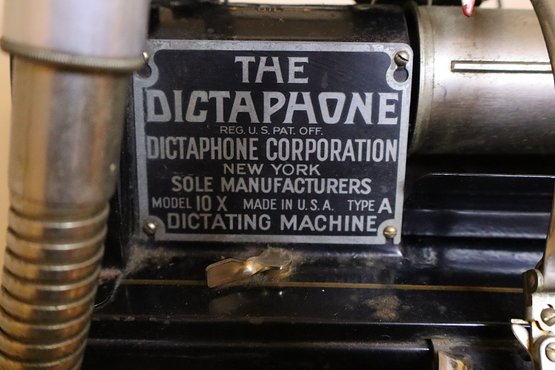 THE
DICTAPHONE
REG. U.S. PAT. OFF.
DICTAPHONE CORPORATION
NEW YORK
SOLE MANUFACTURERS
MODEL 10 X MADE IN U.S.A. TYPE A
DICTATING MACHINE